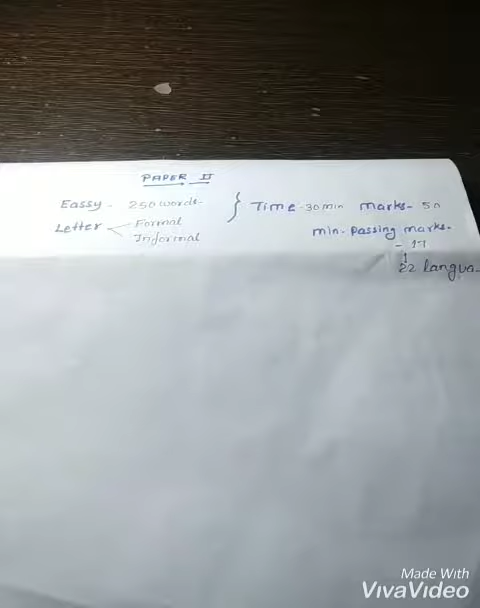 PAPER II
Eassy - 250 words- } Time - 30 min marks - 50
Letter < Formal
Informal
min. passing marks-
- 17
↓
22 langua-
Made With
VivaVideo